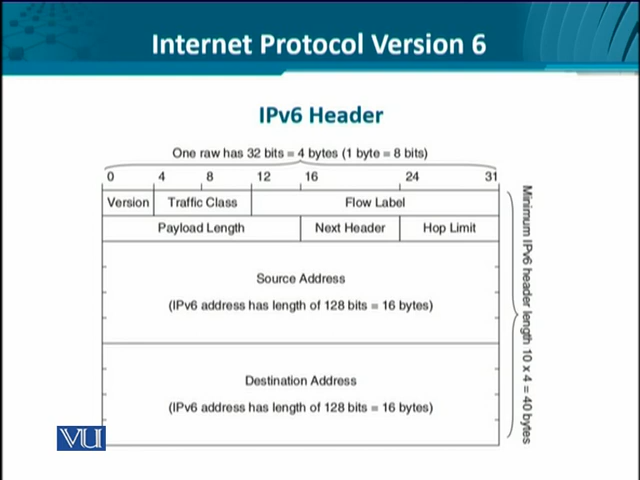 Internet Protocol Version 6
IPv6 Header
One raw has 32 bits = 4 bytes (1 byte = 8 bits)
0 4 8 12 16 24 31
Version Traffic Class Flow Label
Payload Length Next Header Hop Limit
Source Address
(IPv6 address has length of 128 bits = 16 bytes)
Destination Address
(IPv6 address has length of 128 bits = 16 bytes)
Minimum IPv6 header length 10 x 4 = 40 bytes
VU